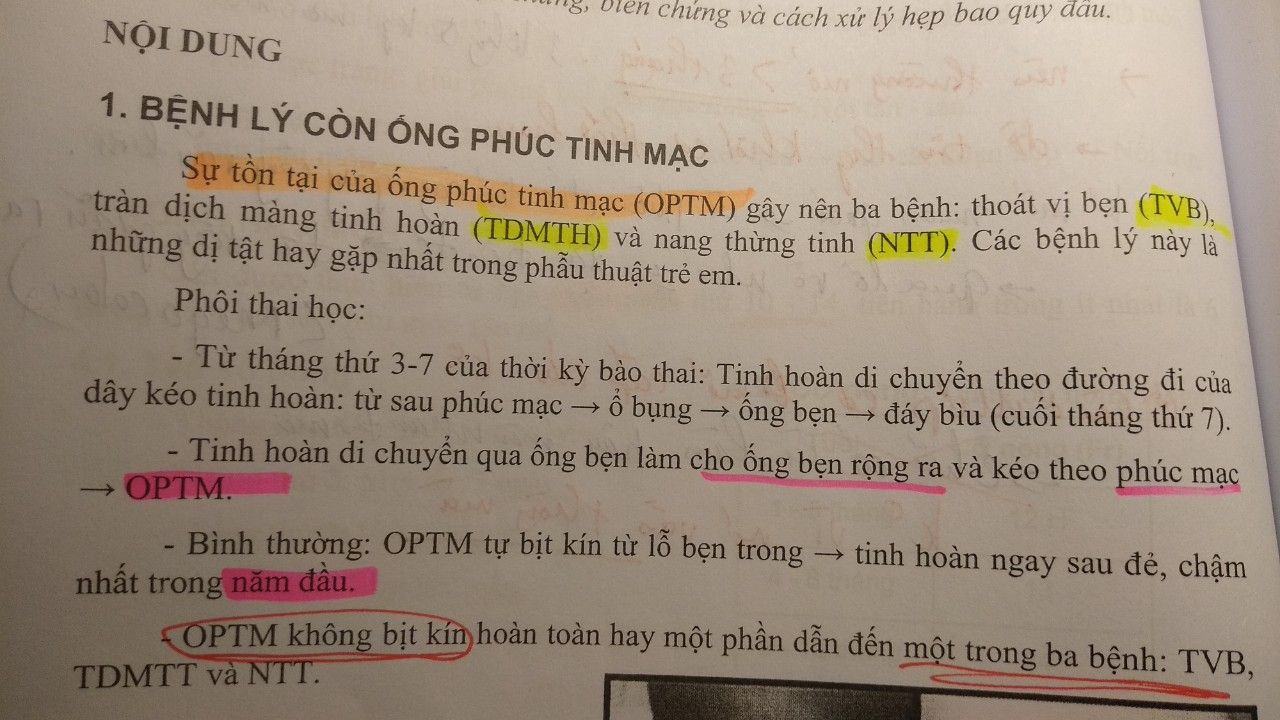 biến chứng và cách xử lý hẹp bao quy đầu.
NỘI DUNG
1. BỆNH LÝ CÒN ỐNG PHÚC TINH MẠC
Sự tồn tại của ống phúc tinh mạc (OPTM) gây nên ba bệnh: thoát vị bẹn (TVB),
tràn dịch màng tinh hoàn (TDMTH) và nang thừng tinh (NTT). Các bệnh lý này là
những dị tật hay gặp nhất trong phẫu thuật trẻ em.
Phôi thai học:
- Từ tháng thứ 3-7 của thời kỳ bào thai: Tinh hoàn di chuyển theo đường đi của
dây kéo tinh hoàn: từ sau phúc mạc → ổ bụng → ống bẹn → đáy bìu (cuối tháng thứ 7).
- Tinh hoàn di chuyển qua ống bẹn làm cho ống bẹn rộng ra và kéo theo phúc mạc
→ OPTM.
- Bình thường: OPTM tự bịt kín từ lỗ bẹn trong → tinh hoàn ngay sau đẻ, chậm
nhất trong năm đầu.
- OPTM không bịt kín hoàn toàn hay một phần dẫn đến một trong ba bệnh: TVB,
TDMTT và NTT.